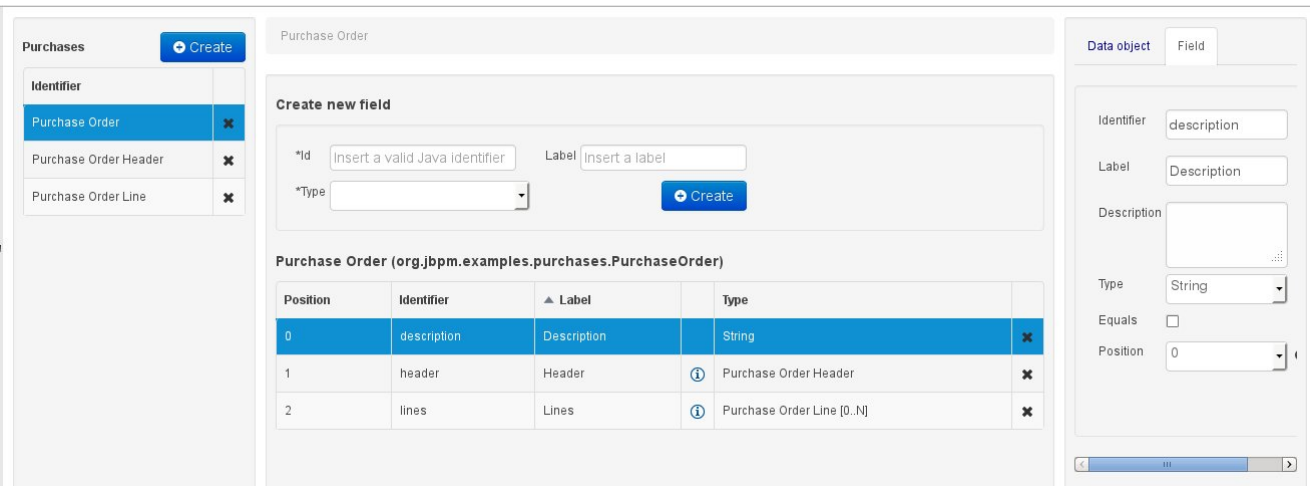 Purchases
Create
Identifier
Purchase Order
Purchase Order Header
Purchase Order Line
Purchase Order
Create new field
*Id Insert a valid Java identifier Label Insert a label
*Type Create
Purchase Order (org.jbpm.examples.purchases.PurchaseOrder)
Position Identifier Label Type
0 description Description String
1 header Header Purchase Order Header
2 lines Lines Purchase Order Line [0..N]
Data object Field
Identifier description
Label Description
Description
Type String
Equals
Position 0